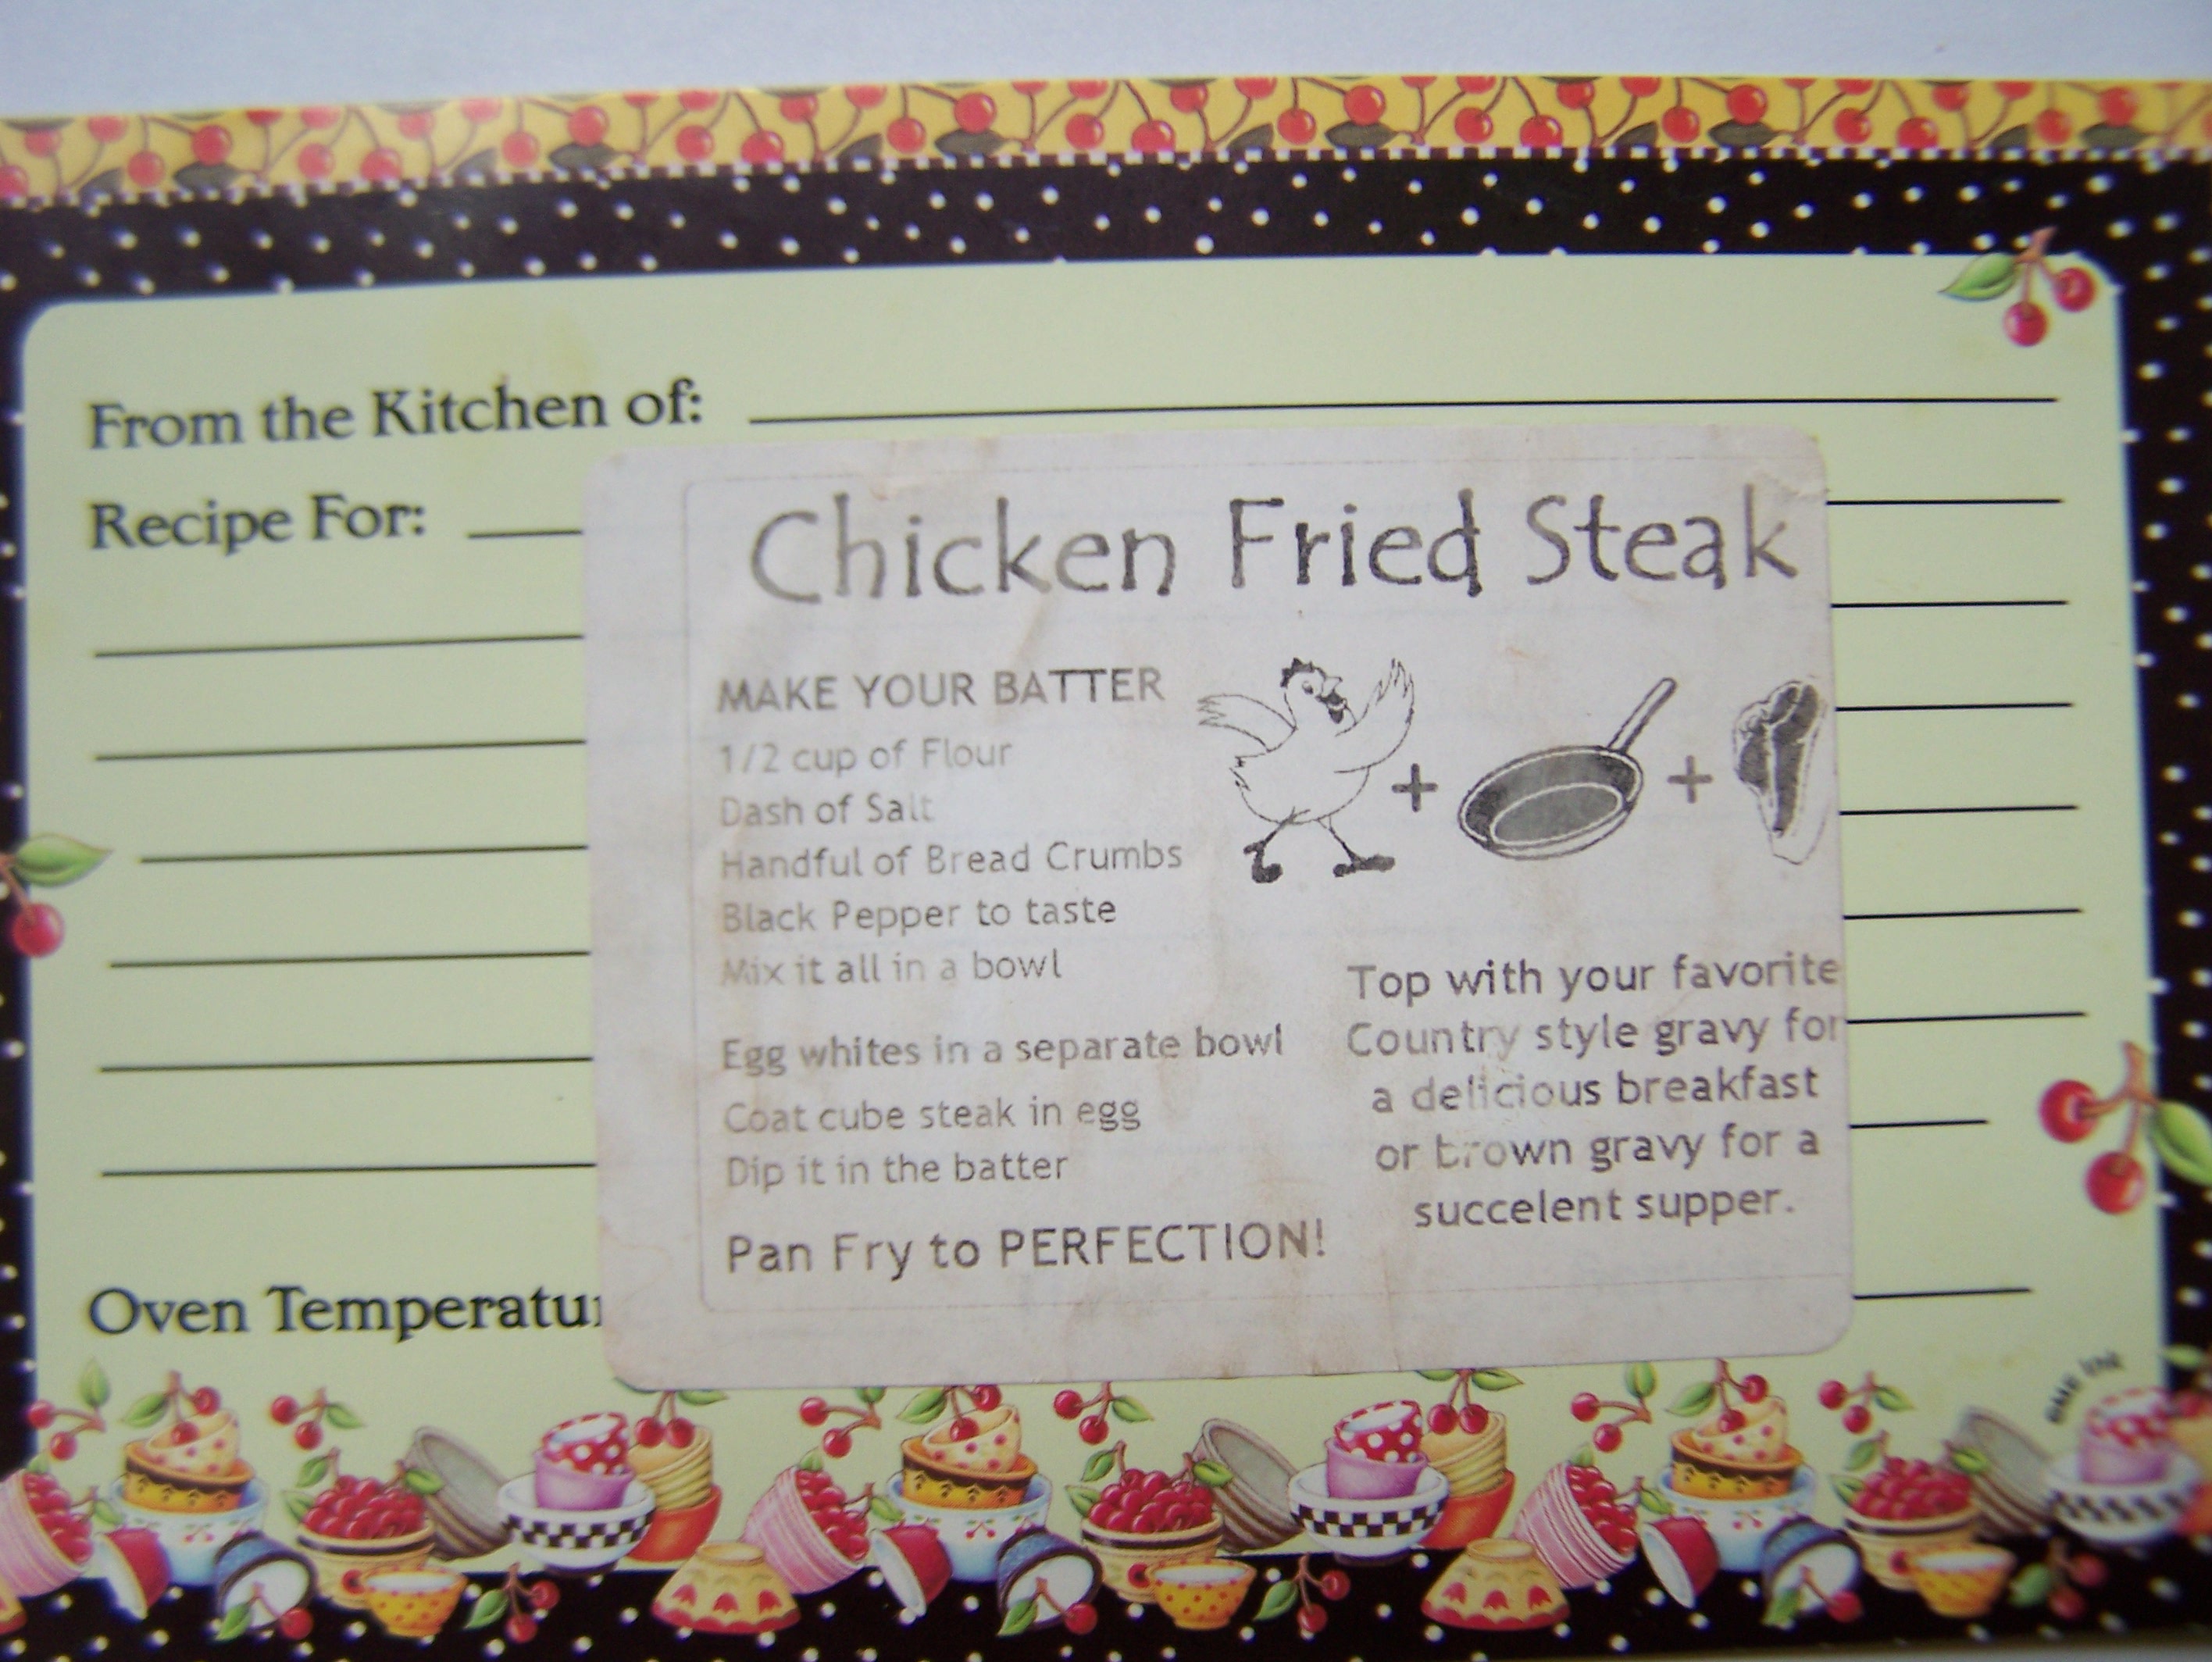 From the Kitchen of:
Recipe For:
Chicken Fried Steak
MAKE YOUR BATTER
1/2 cup of Flour
Dash of Salt
Handful of Bread Crumbs
Black Pepper to taste
Mix it all in a bowl
+ +
Egg whites in a separate bowl
Coat cube steak in egg
Dip it in the batter
Pan Fry to PERFECTION!
Top with your favorite
Country style gravy for
a delicious breakfast
or brown gravy for a
succelent supper.
Oven Temperatur